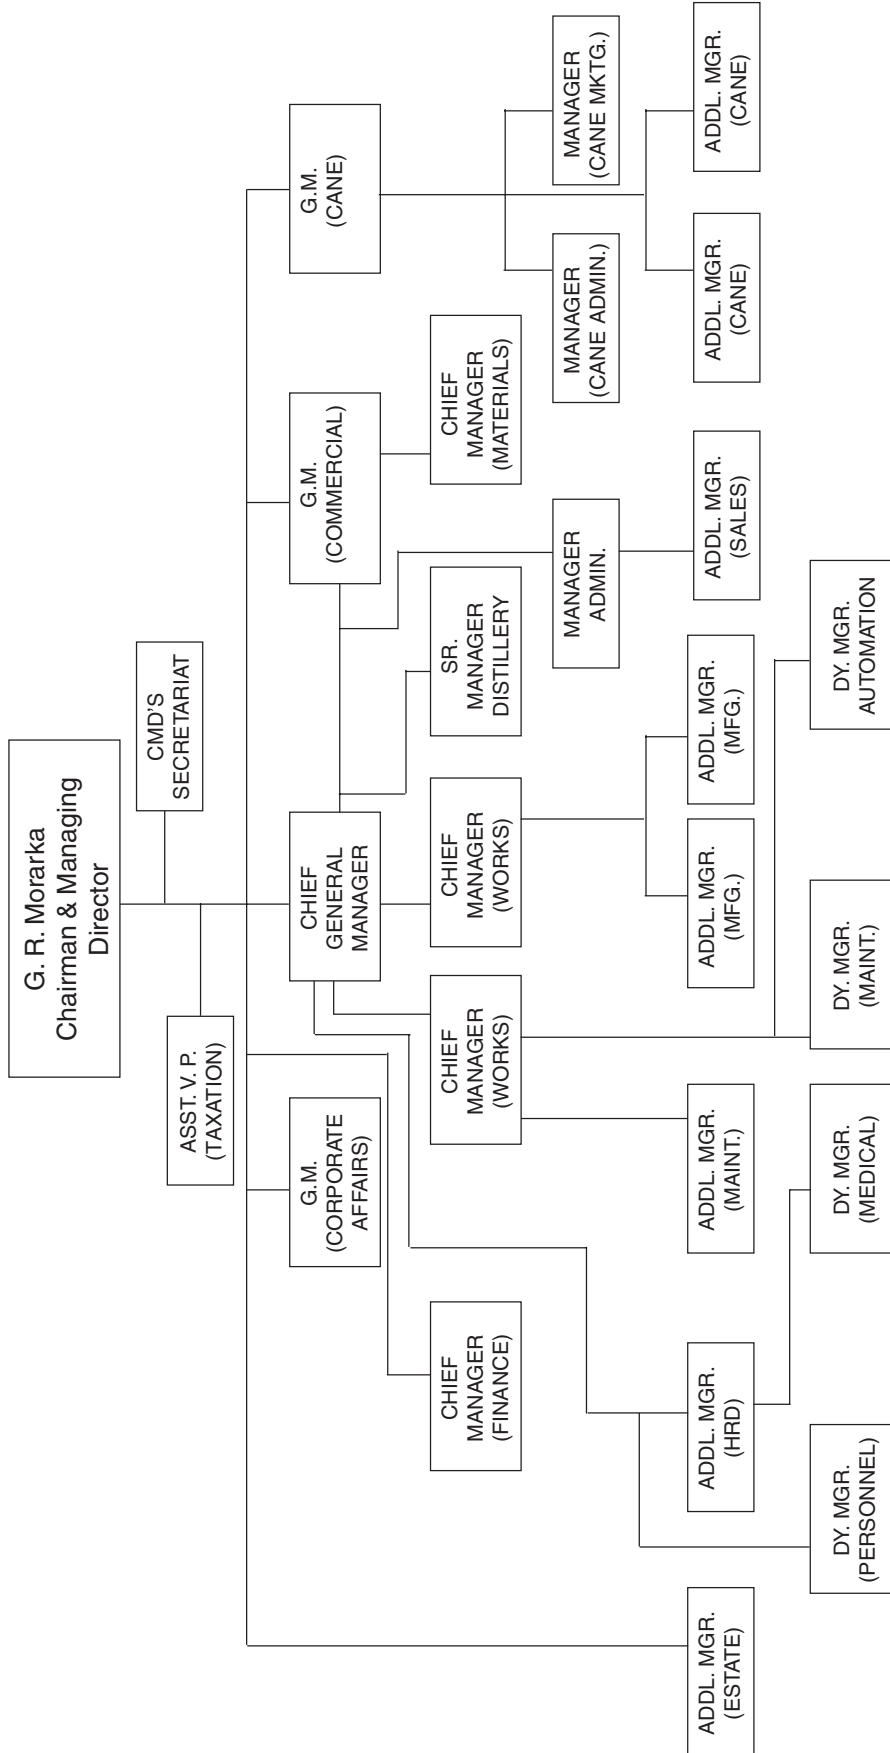 G. R. Morarka
Chairman & Managing
Director
CMD'S
SECRETARIAT
ASST. V. P.
(TAXATION)
G.M.
(CORPORATE
AFFAIRS)
CHIEF
GENERAL
MANAGER
G.M.
(COMMERCIAL)
G.M.
(CANE)
CHIEF
MANAGER
(FINANCE)
CHIEF
MANAGER
(WORKS)
CHIEF
MANAGER
(WORKS)
SR.
MANAGER
DISTILLERY
CHIEF
MANAGER
(MATERIALS)
MANAGER
ADMIN.
MANAGER
(CANE ADMIN.)
MANAGER
(CANE MKTG.)
ADDL. MGR.
(ESTATE)
ADDL. MGR.
(HRD)
ADDL. MGR.
(MAINT.)
ADDL. MGR.
(MFG.)
ADDL. MGR.
(MFG.)
ADDL. MGR.
(SALES)
ADDL. MGR.
(CANE)
ADDL. MGR.
(CANE)
DY. MGR.
(PERSONNEL)
DY. MGR.
(MEDICAL)
DY. MGR.
(MAINT.)
DY. MGR.
AUTOMATION